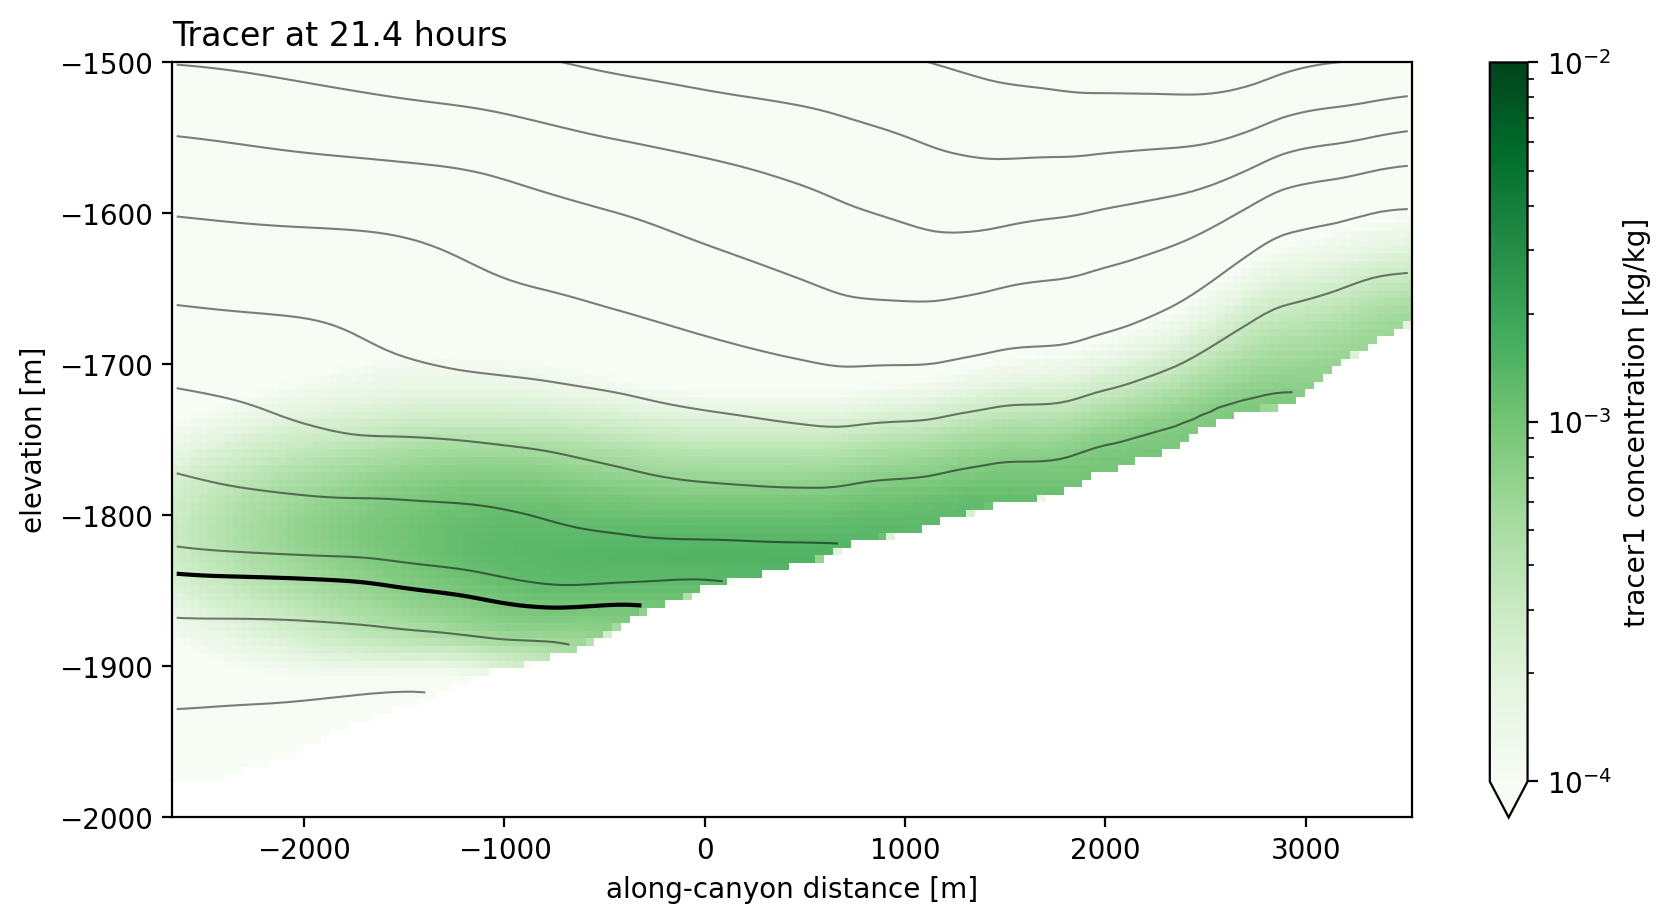 Tracer at 21.4 hours
−1500
−1600
−1700
−1800
−1900
−2000
elevation [m]
−2000 −1000 0 1000 2000 3000
along-canyon distance [m]
10⁻²
10⁻³
10⁻⁴
tracer1 concentration [kg/kg]